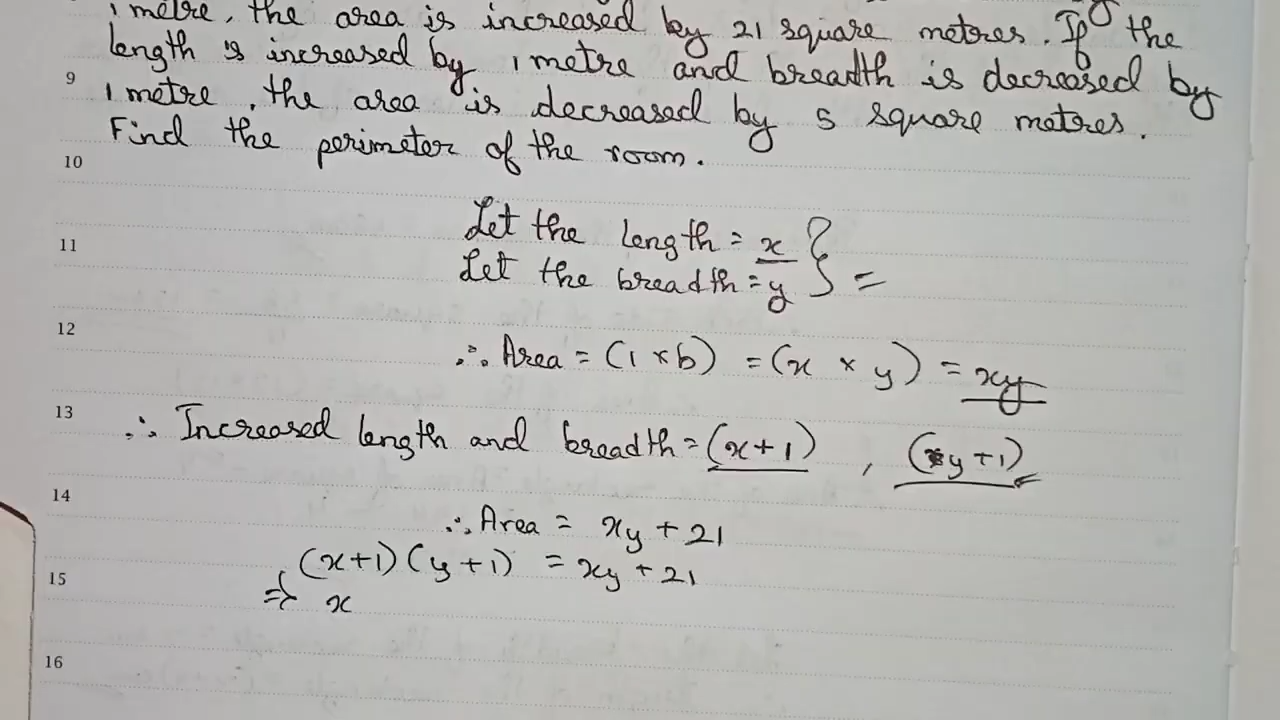 1 metre, the area is increased by 21 square metres. If the
length is increased by 1 metre and breadth is decreased by
9
1 metre, the area is decreased by 5 square metres.
Find the perimeter of the room.
10
Let the length = x
11
Let the breadth = y } =
12
∴ Area = (l × b) = (x × y) = xy
13
∴ Increased length and breadth = (x+1) , (y+1)
14
∴ Area = xy + 21
(x+1)(y+1) = xy + 21
15
⇒ x
16